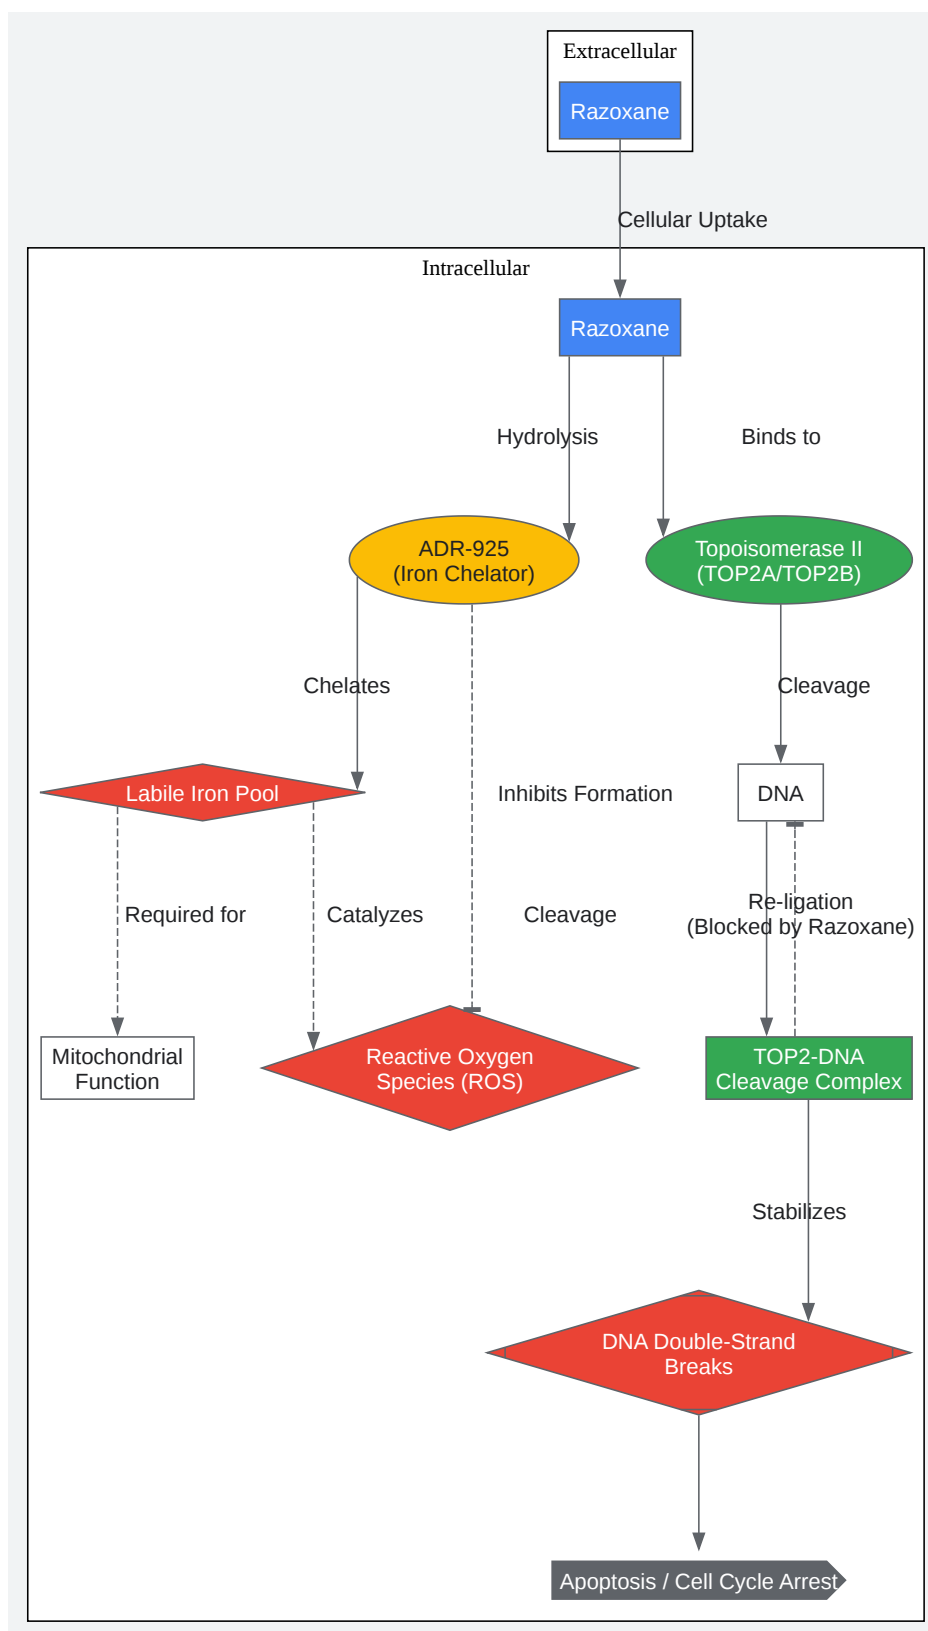 Extracellular
Razoxane
Cellular Uptake
Intracellular
Razoxane
Hydrolysis
Binds to
ADR-925
(Iron Chelator)
Topoisomerase II
(TOP2A/TOP2B)
Chelates
Cleavage
Labile Iron Pool
Inhibits Formation
DNA
Required for
Catalyzes
Cleavage
Re-ligation
(Blocked by Razoxane)
Mitochondrial
Function
Reactive Oxygen
Species (ROS)
TOP2-DNA
Cleavage Complex
Stabilizes
DNA Double-Strand
Breaks
Apoptosis / Cell Cycle Arrest